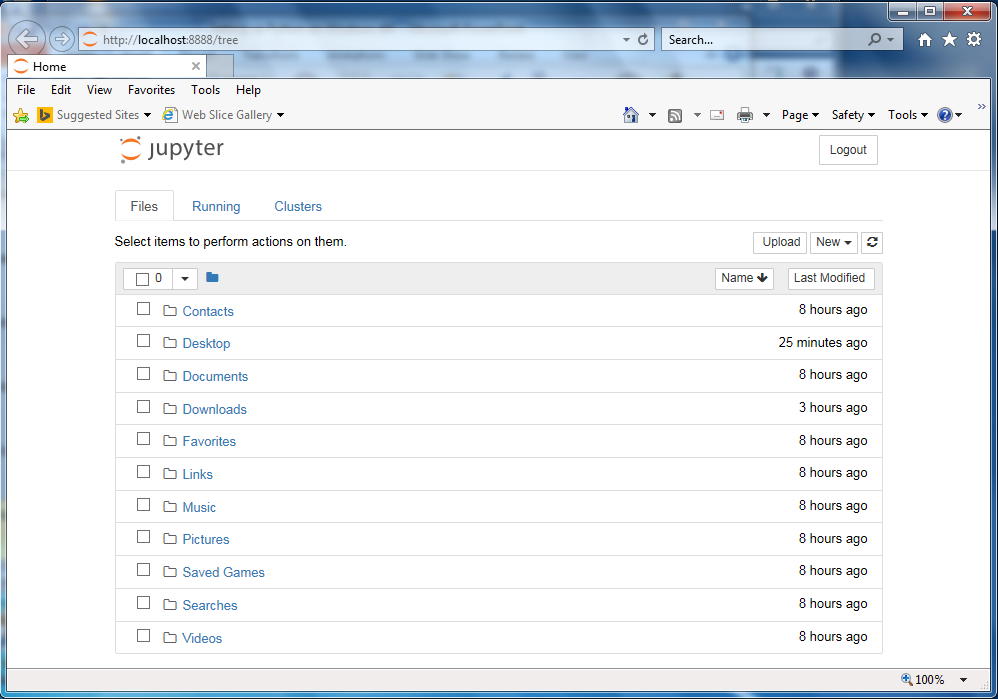 http://localhost:8888/tree
Search...
Home
File Edit View Favorites Tools Help
Suggested Sites Web Slice Gallery Page Safety Tools
jupyter Logout
Files Running Clusters
Select items to perform actions on them. Upload New
0 Name Last Modified
Contacts 8 hours ago
Desktop 25 minutes ago
Documents 8 hours ago
Downloads 3 hours ago
Favorites 8 hours ago
Links 8 hours ago
Music 8 hours ago
Pictures 8 hours ago
Saved Games 8 hours ago
Searches 8 hours ago
Videos 8 hours ago
100%